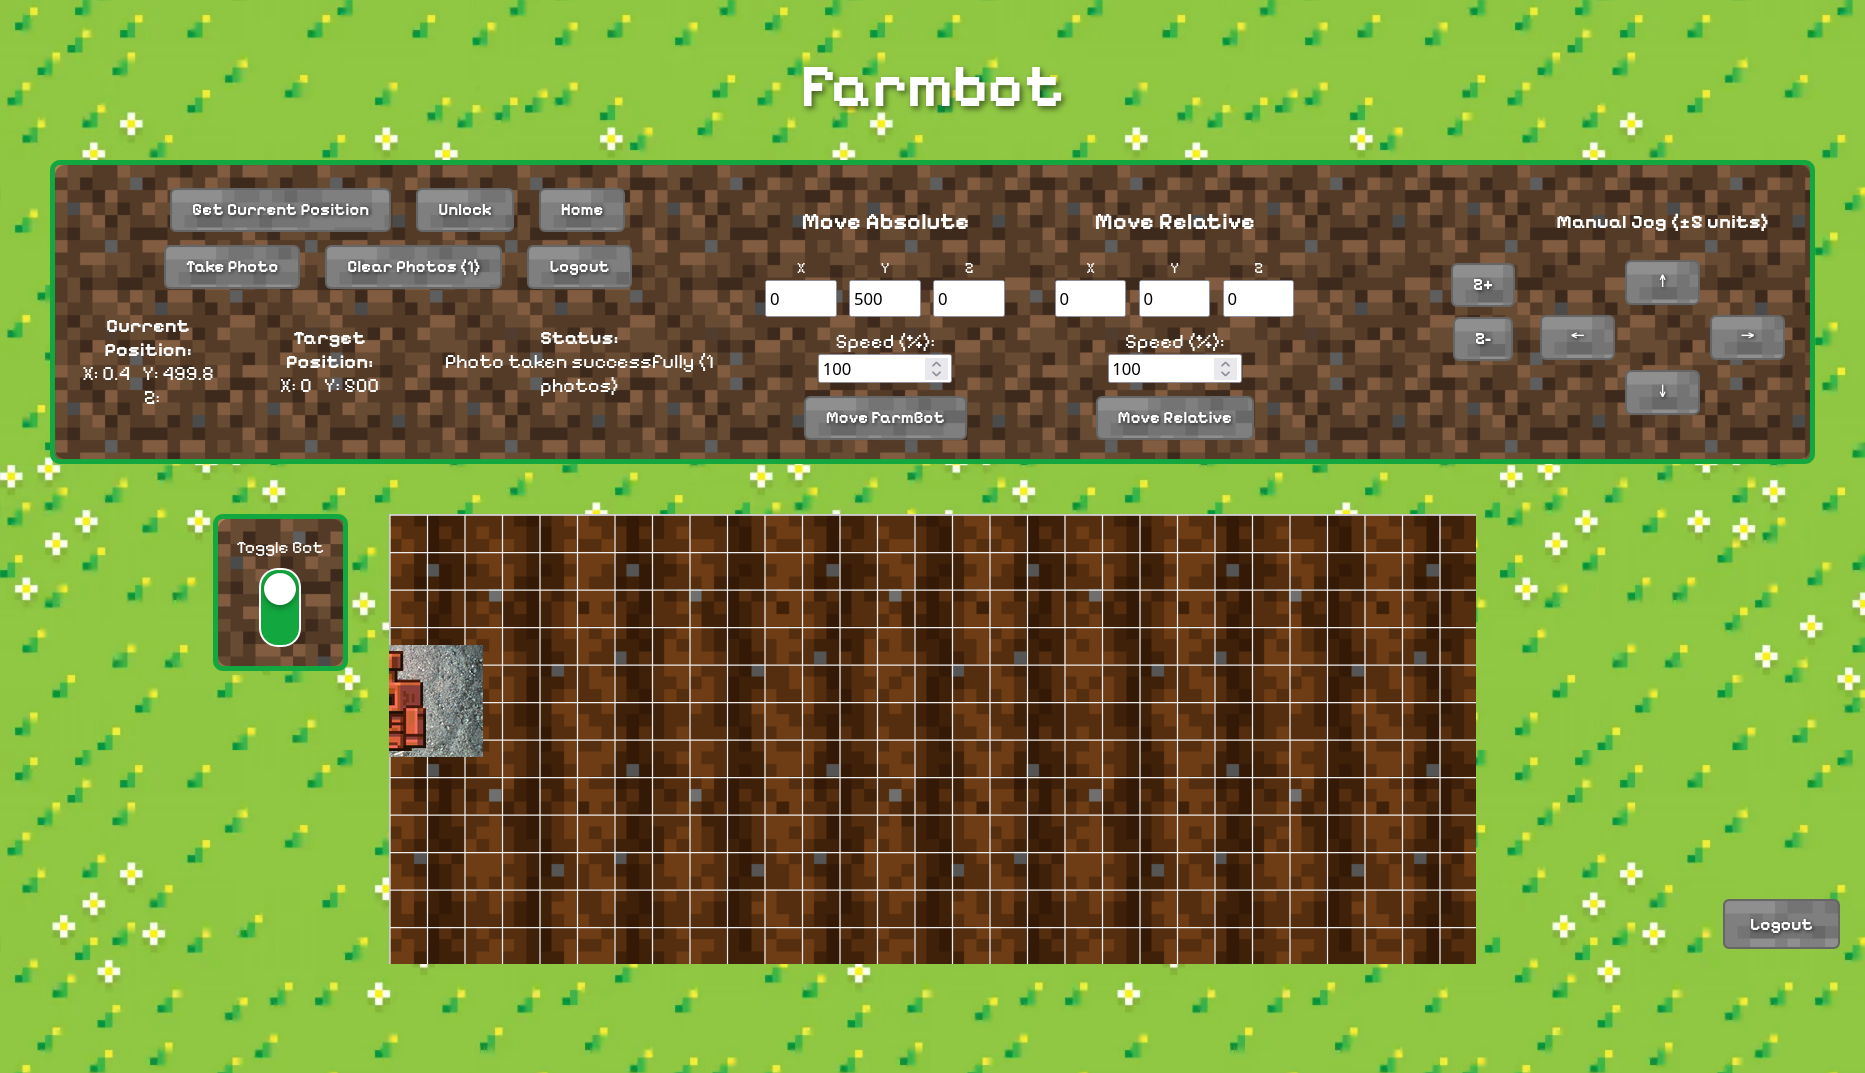 Farmbot
Get Current Position Unlock Home
Take Photo Clear Photos (1) Logout
Current Position:
X: 0.4 Y: 499.8
Z:
Target Position:
X: 0 Y: 500
Status:
Photo taken successfully (1
photos)
Move Absolute
X Y Z
0 500 0
Speed (%):
100
Move FarmBot
Move Relative
X Y Z
0 0 0
Speed (%):
100
Move Relative
Manual Jog (±5 units)
Z+ ↑
Z- ← →
↓
Toggle Bot
Logout